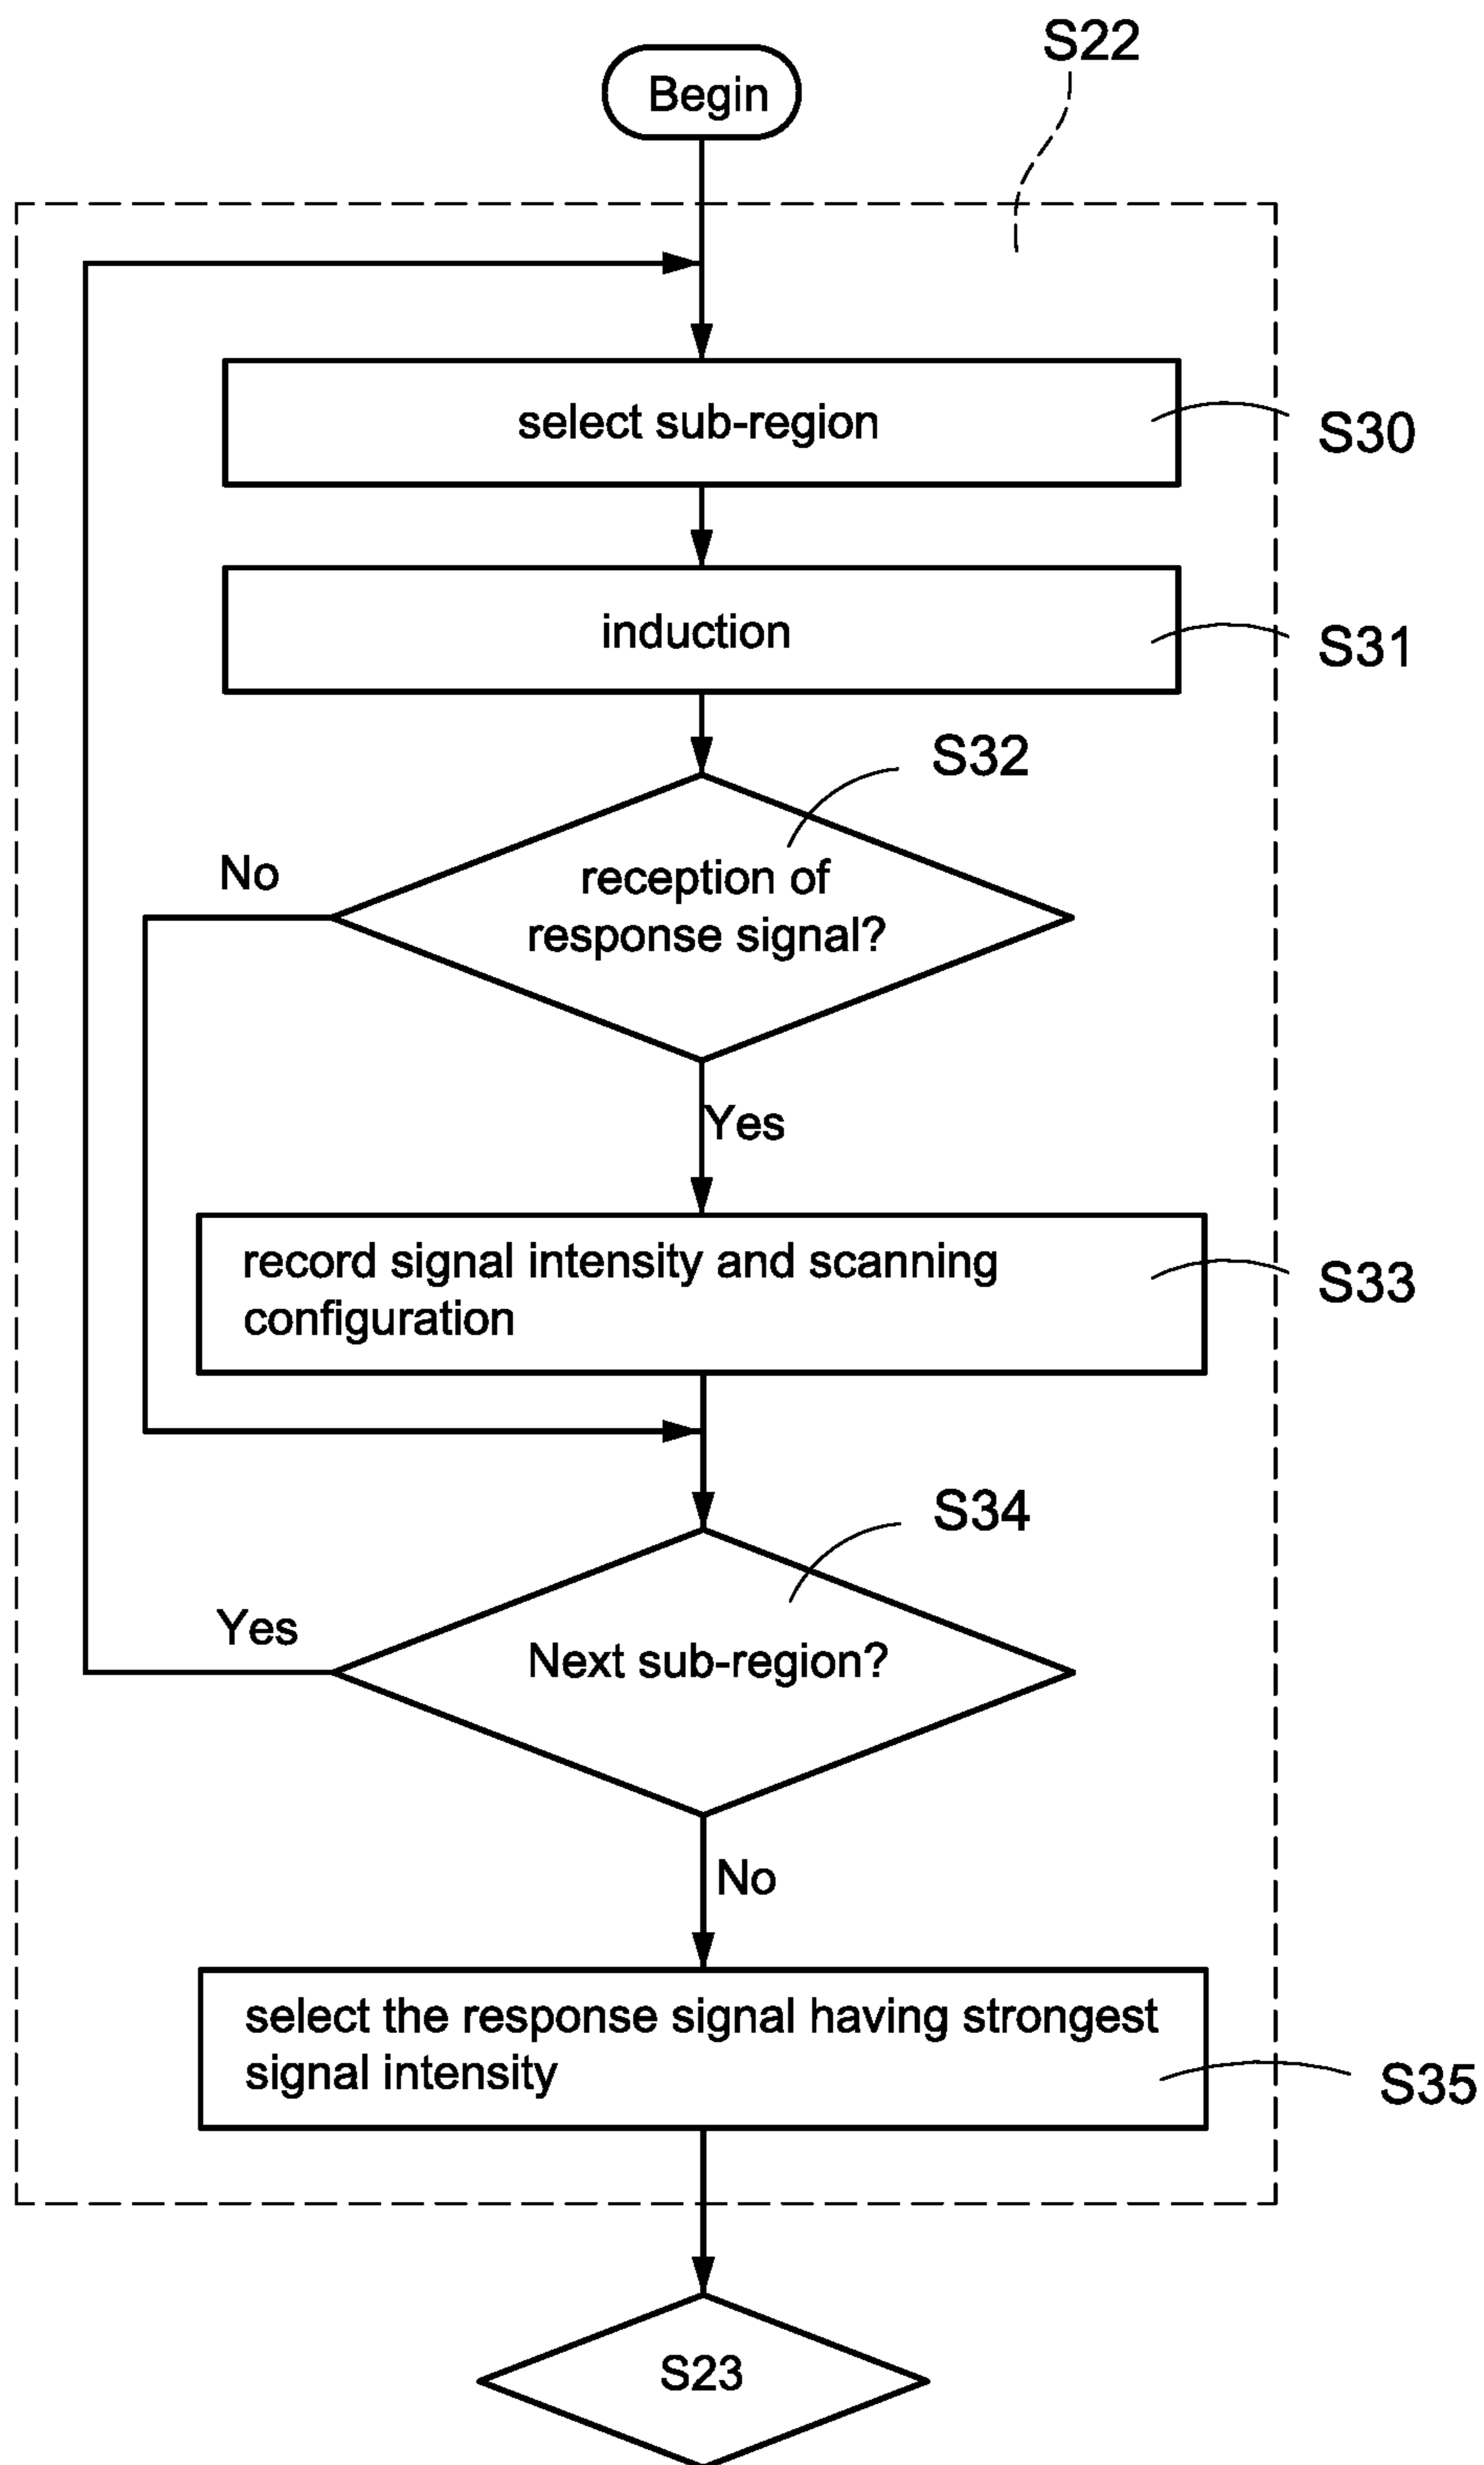 S22
Begin
select sub-region
S30
induction
S31
S32
No
reception of
response signal?
Yes
record signal intensity and scanning
configuration
S33
S34
Yes
Next sub-region?
No
select the response signal having strongest
signal intensity
S35
S23